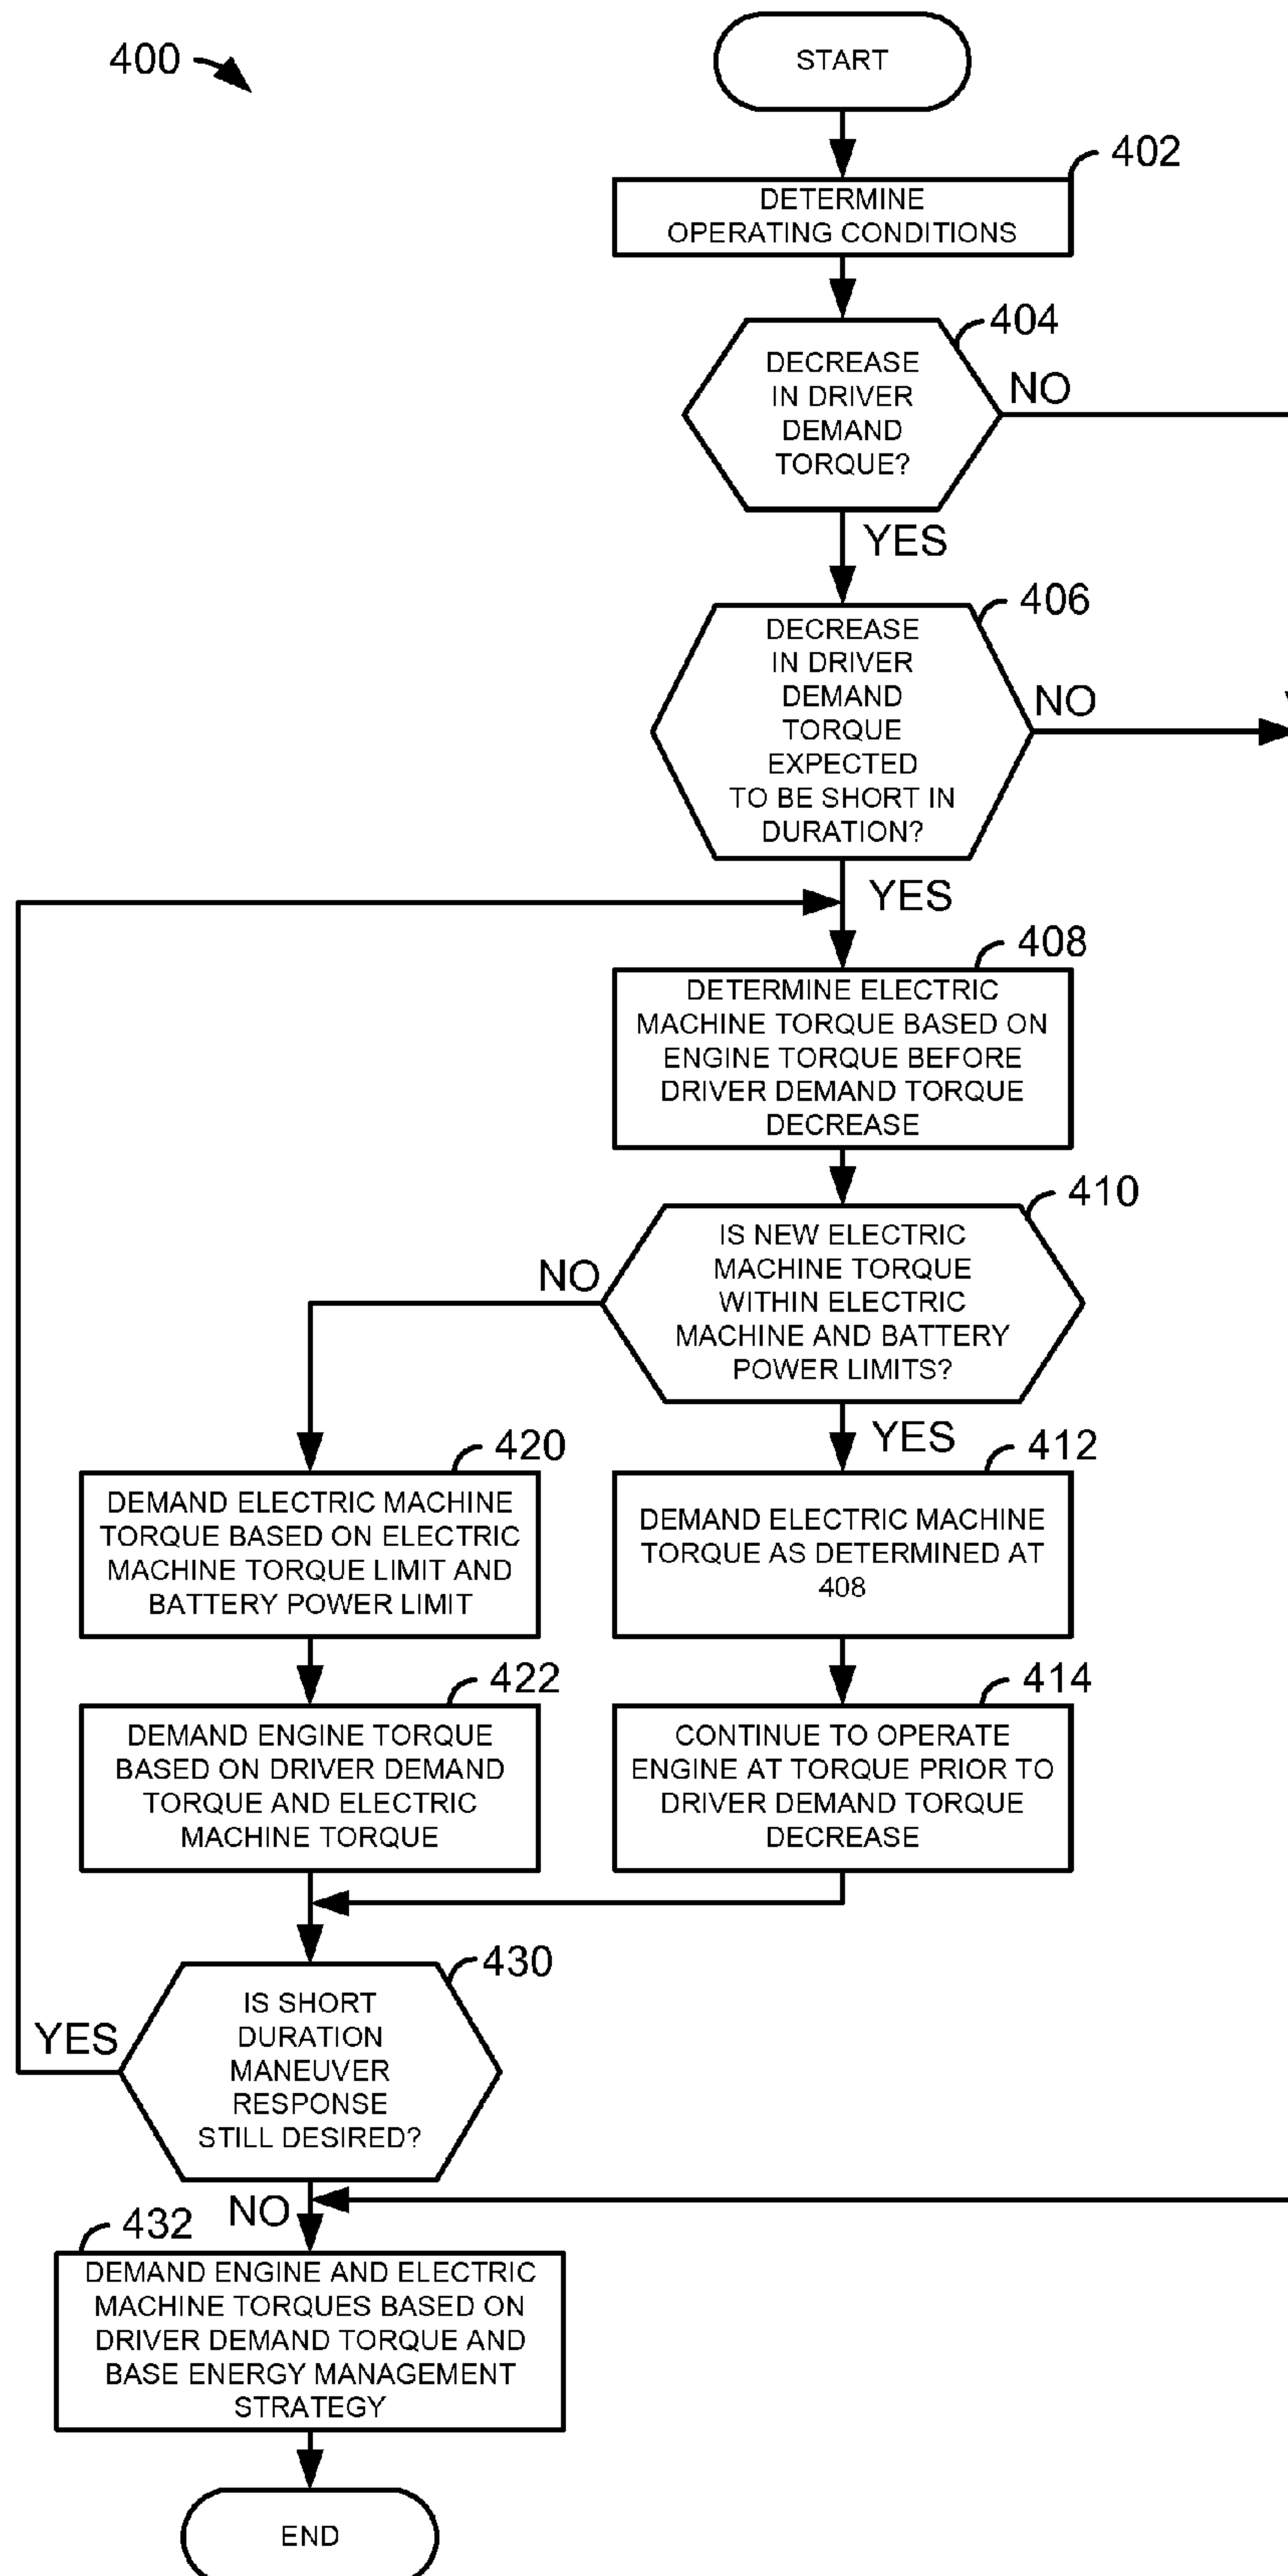 400
START
402
DETERMINE
OPERATING CONDITIONS
404
DECREASE
IN DRIVER
DEMAND
TORQUE?
NO
YES
406
DECREASE
IN DRIVER
DEMAND
TORQUE
EXPECTED
TO BE SHORT IN
DURATION?
NO
YES
408
DETERMINE ELECTRIC
MACHINE TORQUE BASED ON
ENGINE TORQUE BEFORE
DRIVER DEMAND TORQUE
DECREASE
410
IS NEW ELECTRIC
MACHINE TORQUE
WITHIN ELECTRIC
MACHINE AND BATTERY
POWER LIMITS?
NO
YES
420
DEMAND ELECTRIC MACHINE
TORQUE BASED ON ELECTRIC
MACHINE TORQUE LIMIT AND
BATTERY POWER LIMIT
412
DEMAND ELECTRIC MACHINE
TORQUE AS DETERMINED AT
408
422
DEMAND ENGINE TORQUE
BASED ON DRIVER DEMAND
TORQUE AND ELECTRIC
MACHINE TORQUE
414
CONTINUE TO OPERATE
ENGINE AT TORQUE PRIOR TO
DRIVER DEMAND TORQUE
DECREASE
430
IS SHORT
DURATION
MANEUVER
RESPONSE
STILL DESIRED?
YES
NO
432
DEMAND ENGINE AND ELECTRIC
MACHINE TORQUES BASED ON
DRIVER DEMAND TORQUE AND
BASE ENERGY MANAGEMENT
STRATEGY
END